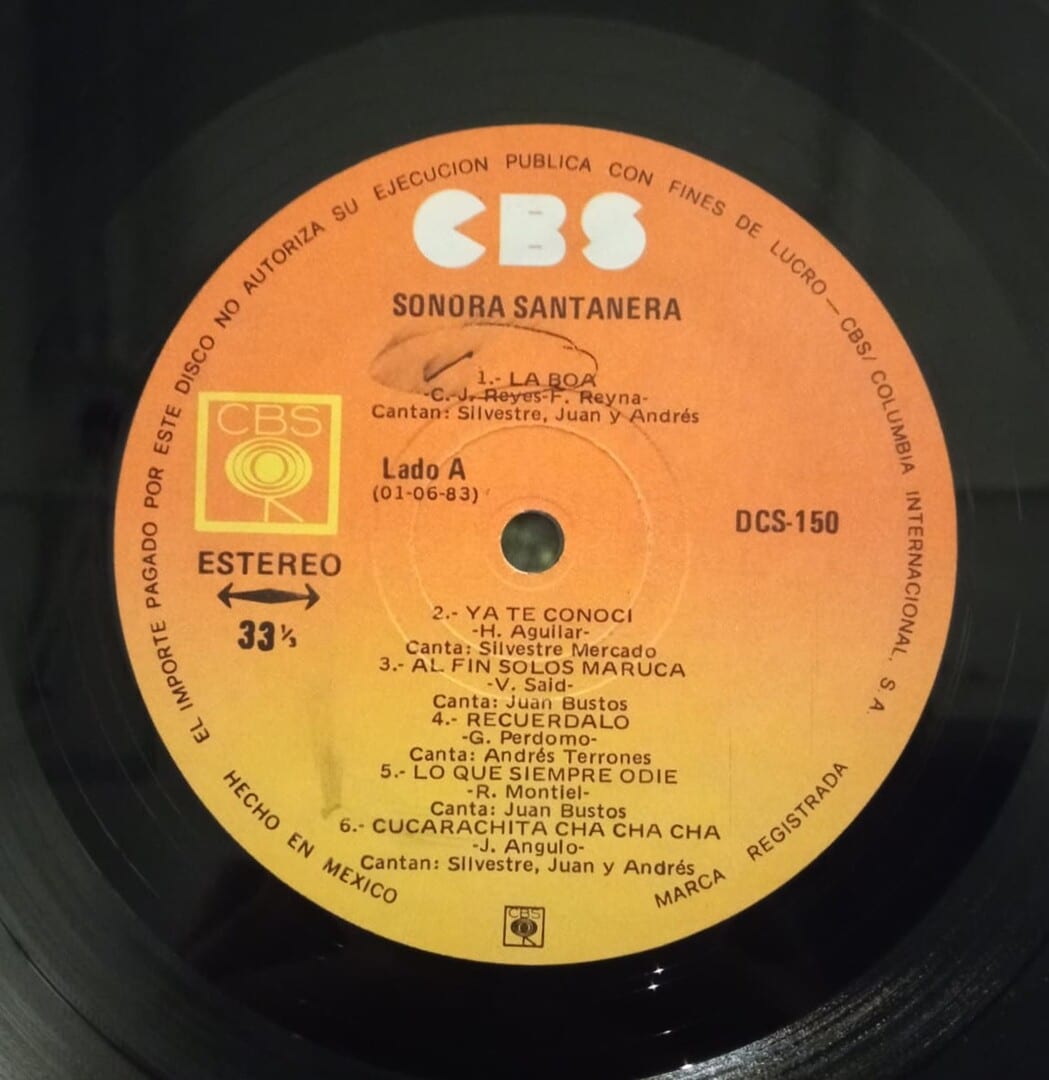 EL IMPORTE PAGADO POR ESTE DISCO NO AUTORIZA SU EJECUCION PUBLICA CON FINES DE LUCRO—CBS/COLUMBIA INTERNACIONAL, S.A.
CBS
SONORA SANTANERA
1.- LA BOA
-C. J. Reyes-F. Reyna-
Cantan: Silvestre, Juan y Andrés
CBS
Lado A
(01-06-83)
DCS-150
ESTEREO
33 ⅓
2.- YA TE CONOCI
-H. Aguilar-
Canta: Silvestre Mercado
3.- AL FIN SOLOS MARUCA
-V. Said-
Canta: Juan Bustos
4.- RECUERDALO
-G. Perdomo-
Canta: Andrés Terrones
5.- LO QUE SIEMPRE ODIE
-R. Montiel-
Canta: Juan Bustos
6.- CUCARACHITA CHA CHA CHA
-J. Angulo-
Cantan: Silvestre, Juan y Andrés
HECHO EN MEXICO
MARCA REGISTRADA
CBS